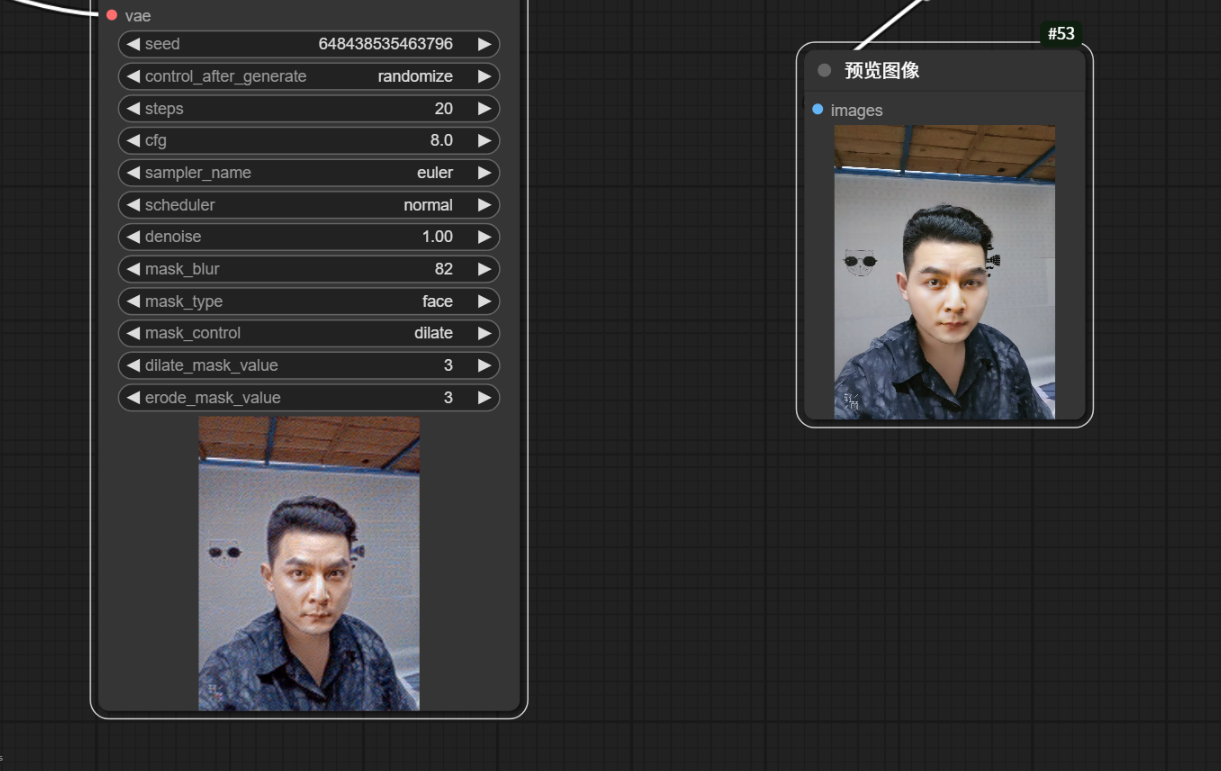 vae
seed 648438535463796
control_after_generate randomize
steps 20
cfg 8.0
sampler_name euler
scheduler normal
denoise 1.00
mask_blur 82
mask_type face
mask_control dilate
dilate_mask_value 3
erode_mask_value 3
#53
预览图像
images